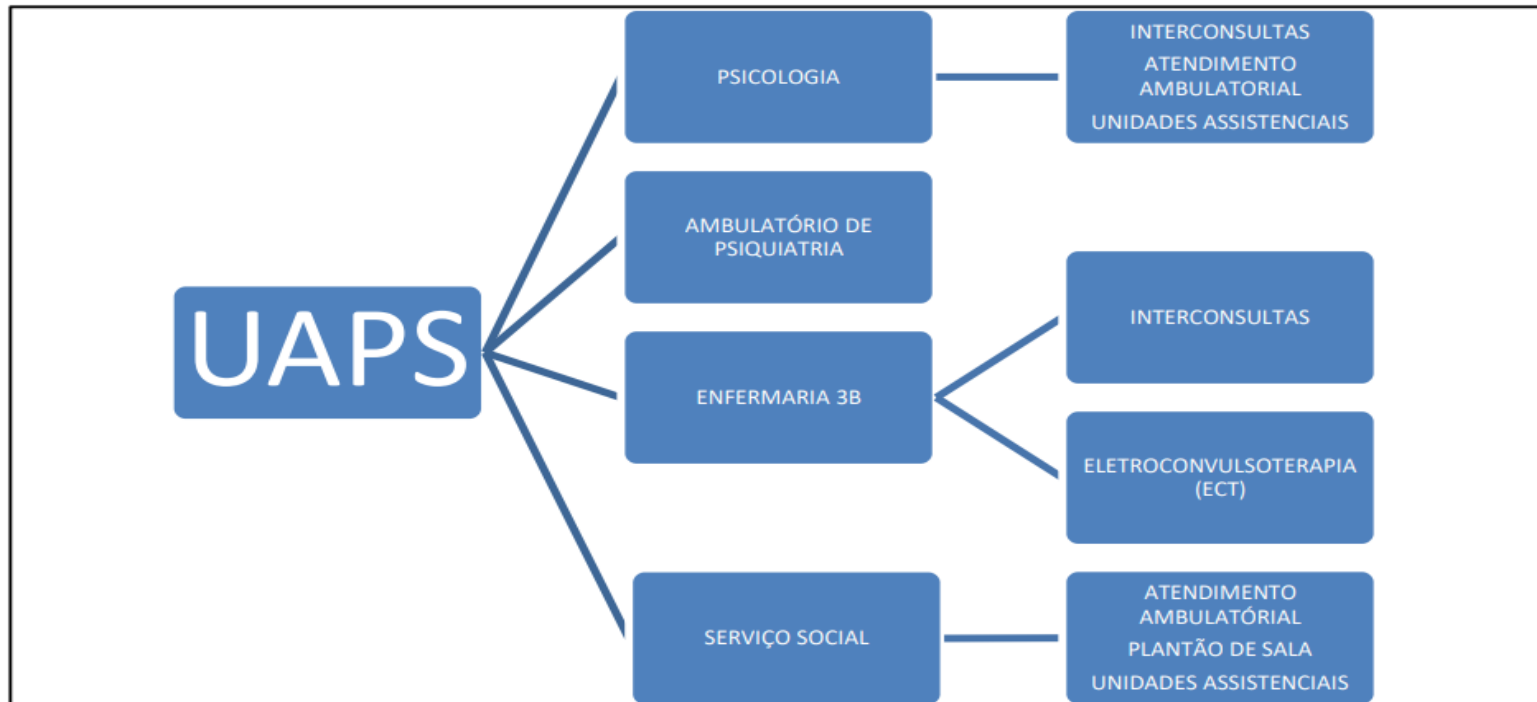 UAPS
PSICOLOGIA
INTERCONSULTAS
ATENDIMENTO
AMBULATORIAL
UNIDADES ASSISTENCIAIS
AMBULATÓRIO DE
PSIQUIATRIA
ENFERMARIA 3B
INTERCONSULTAS
ELETROCONVULSOTERAPIA
(ECT)
SERVIÇO SOCIAL
ATENDIMENTO
AMBULATÓRIAL
PLANTÃO DE SALA
UNIDADES ASSISTENCIAIS